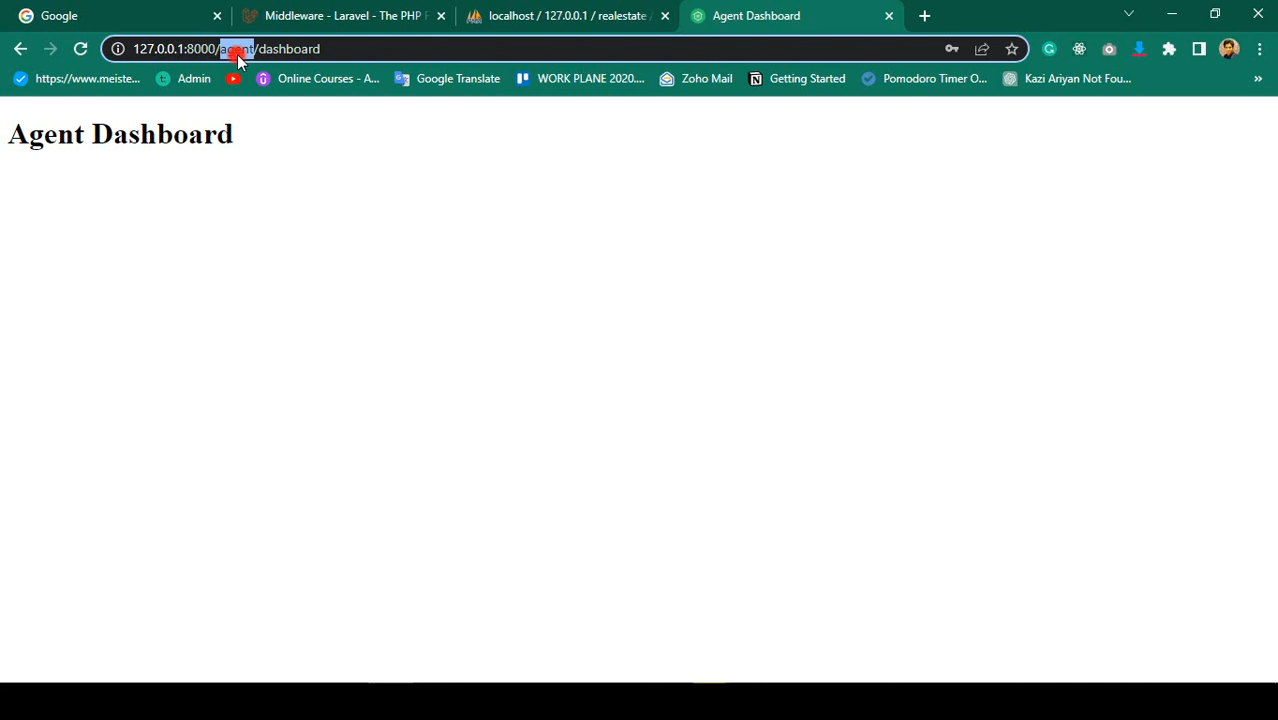 Google
Middleware - Laravel - The PHP F
localhost / 127.0.0.1 / realestate /
Agent Dashboard
127.0.0.1:8000/agent/dashboard
https://www.meiste...
Admin
Online Courses - A...
Google Translate
WORK PLANE 2020....
Zoho Mail
Getting Started
Pomodoro Timer O...
Kazi Ariyan Not Fou...
»
Agent Dashboard